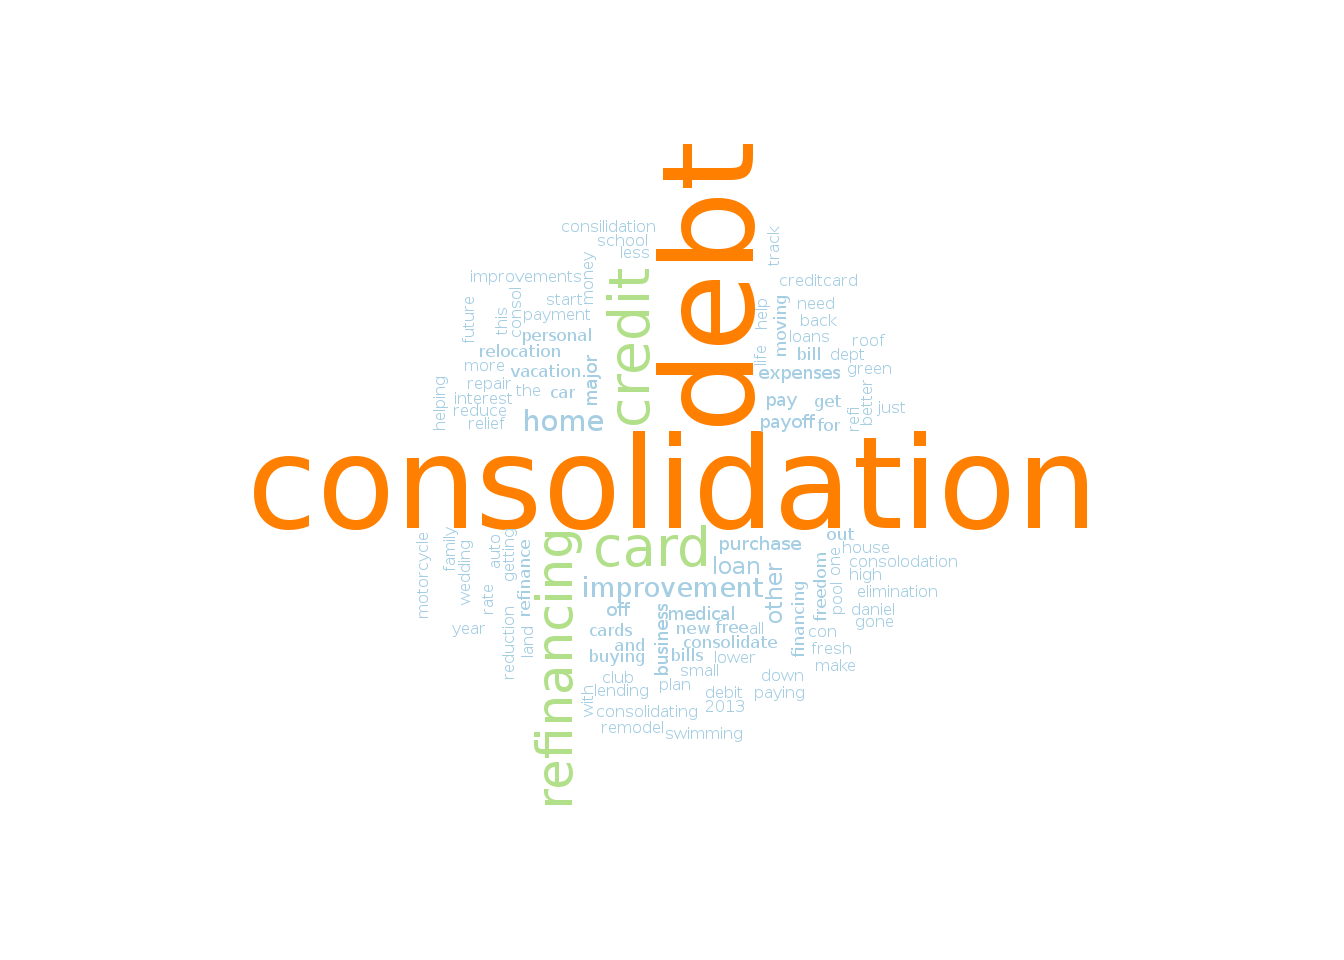 debt
consilidation
school
less
track
improvements
money
credit
creditcard
future
this
consol
start
payment
help
moving
need
back
personal
loans
roof
relocation
life
bill
dept
more
vacation.
major
expenses
green
repair
the
car
helping
interest
reduce
relief
home
pay
get
refi
better
just
payoff
for
consolidation
motorcycle
family
wedding
auto
getting
refinance
refinancing
card
purchase
out
house
one
consolodation
loan
high
improvement
other
financing
freedom
pool
elimination
rate
off
medical
daniel
gone
year
reduction
land
cards
business
new
free
all
con
and
consolidate
fresh
buying
bills
lower
make
club
small
down
with
lending
plan
debit
paying
consolidating
2013
remodel
swimming